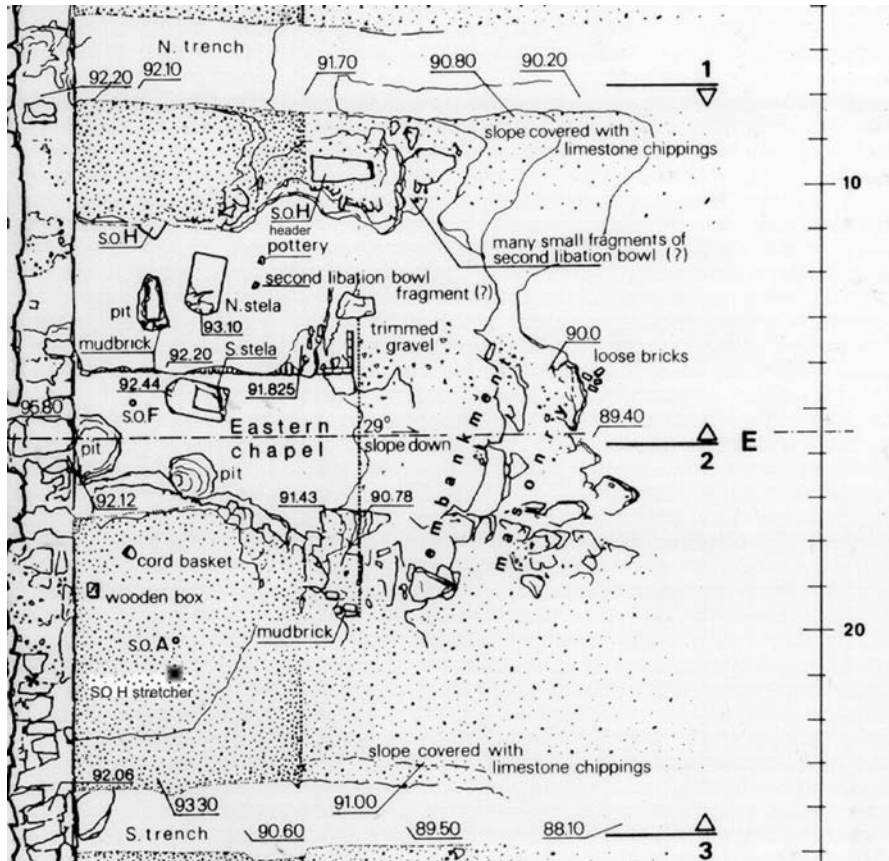 N. trench
92.20
92.10
91.70
90.80
90.20
1
slope covered with
limestone chippings
10
S.O.H
S.O.H
header
pottery
many small fragments of
second libation bowl (?)
second libation bowl
fragment (?)
pit
N. stela
93.10
mudbrick
92.20
S. stela
trimmed
gravel
90.0
loose bricks
92.44
91.825
S.O.F
95.80
Eastern
chapel
29°
slope down
89.40
E
2
pit
pit
embankment
masonry
92.12
91.43
90.78
cord basket
wooden box
mudbrick
S.O.A
20
SO H stretcher
slope covered with
limestone chippings
92.06
93.30
91.00
S. trench
90.60
89.50
88.10
3